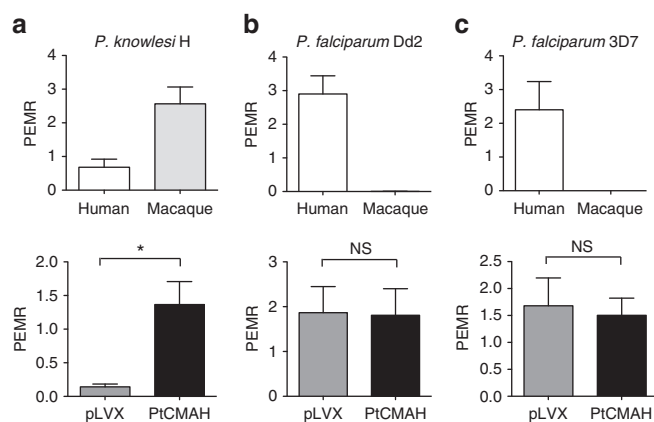 a
P. knowlesi H
4
3
2
1
0
PEMR
Human Macaque
2.0
1.5
1.0
0.5
0.0
PEMR
*
pLVX PtCMAH
b
P. falciparum Dd2
4
3
2
1
0
PEMR
Human Macaque
3
2
1
0
PEMR
NS
pLVX PtCMAH
c
P. falciparum 3D7
4
3
2
1
0
PEMR
Human Macaque
2.5
2.0
1.5
1.0
0.5
0.0
PEMR
NS
pLVX PtCMAH